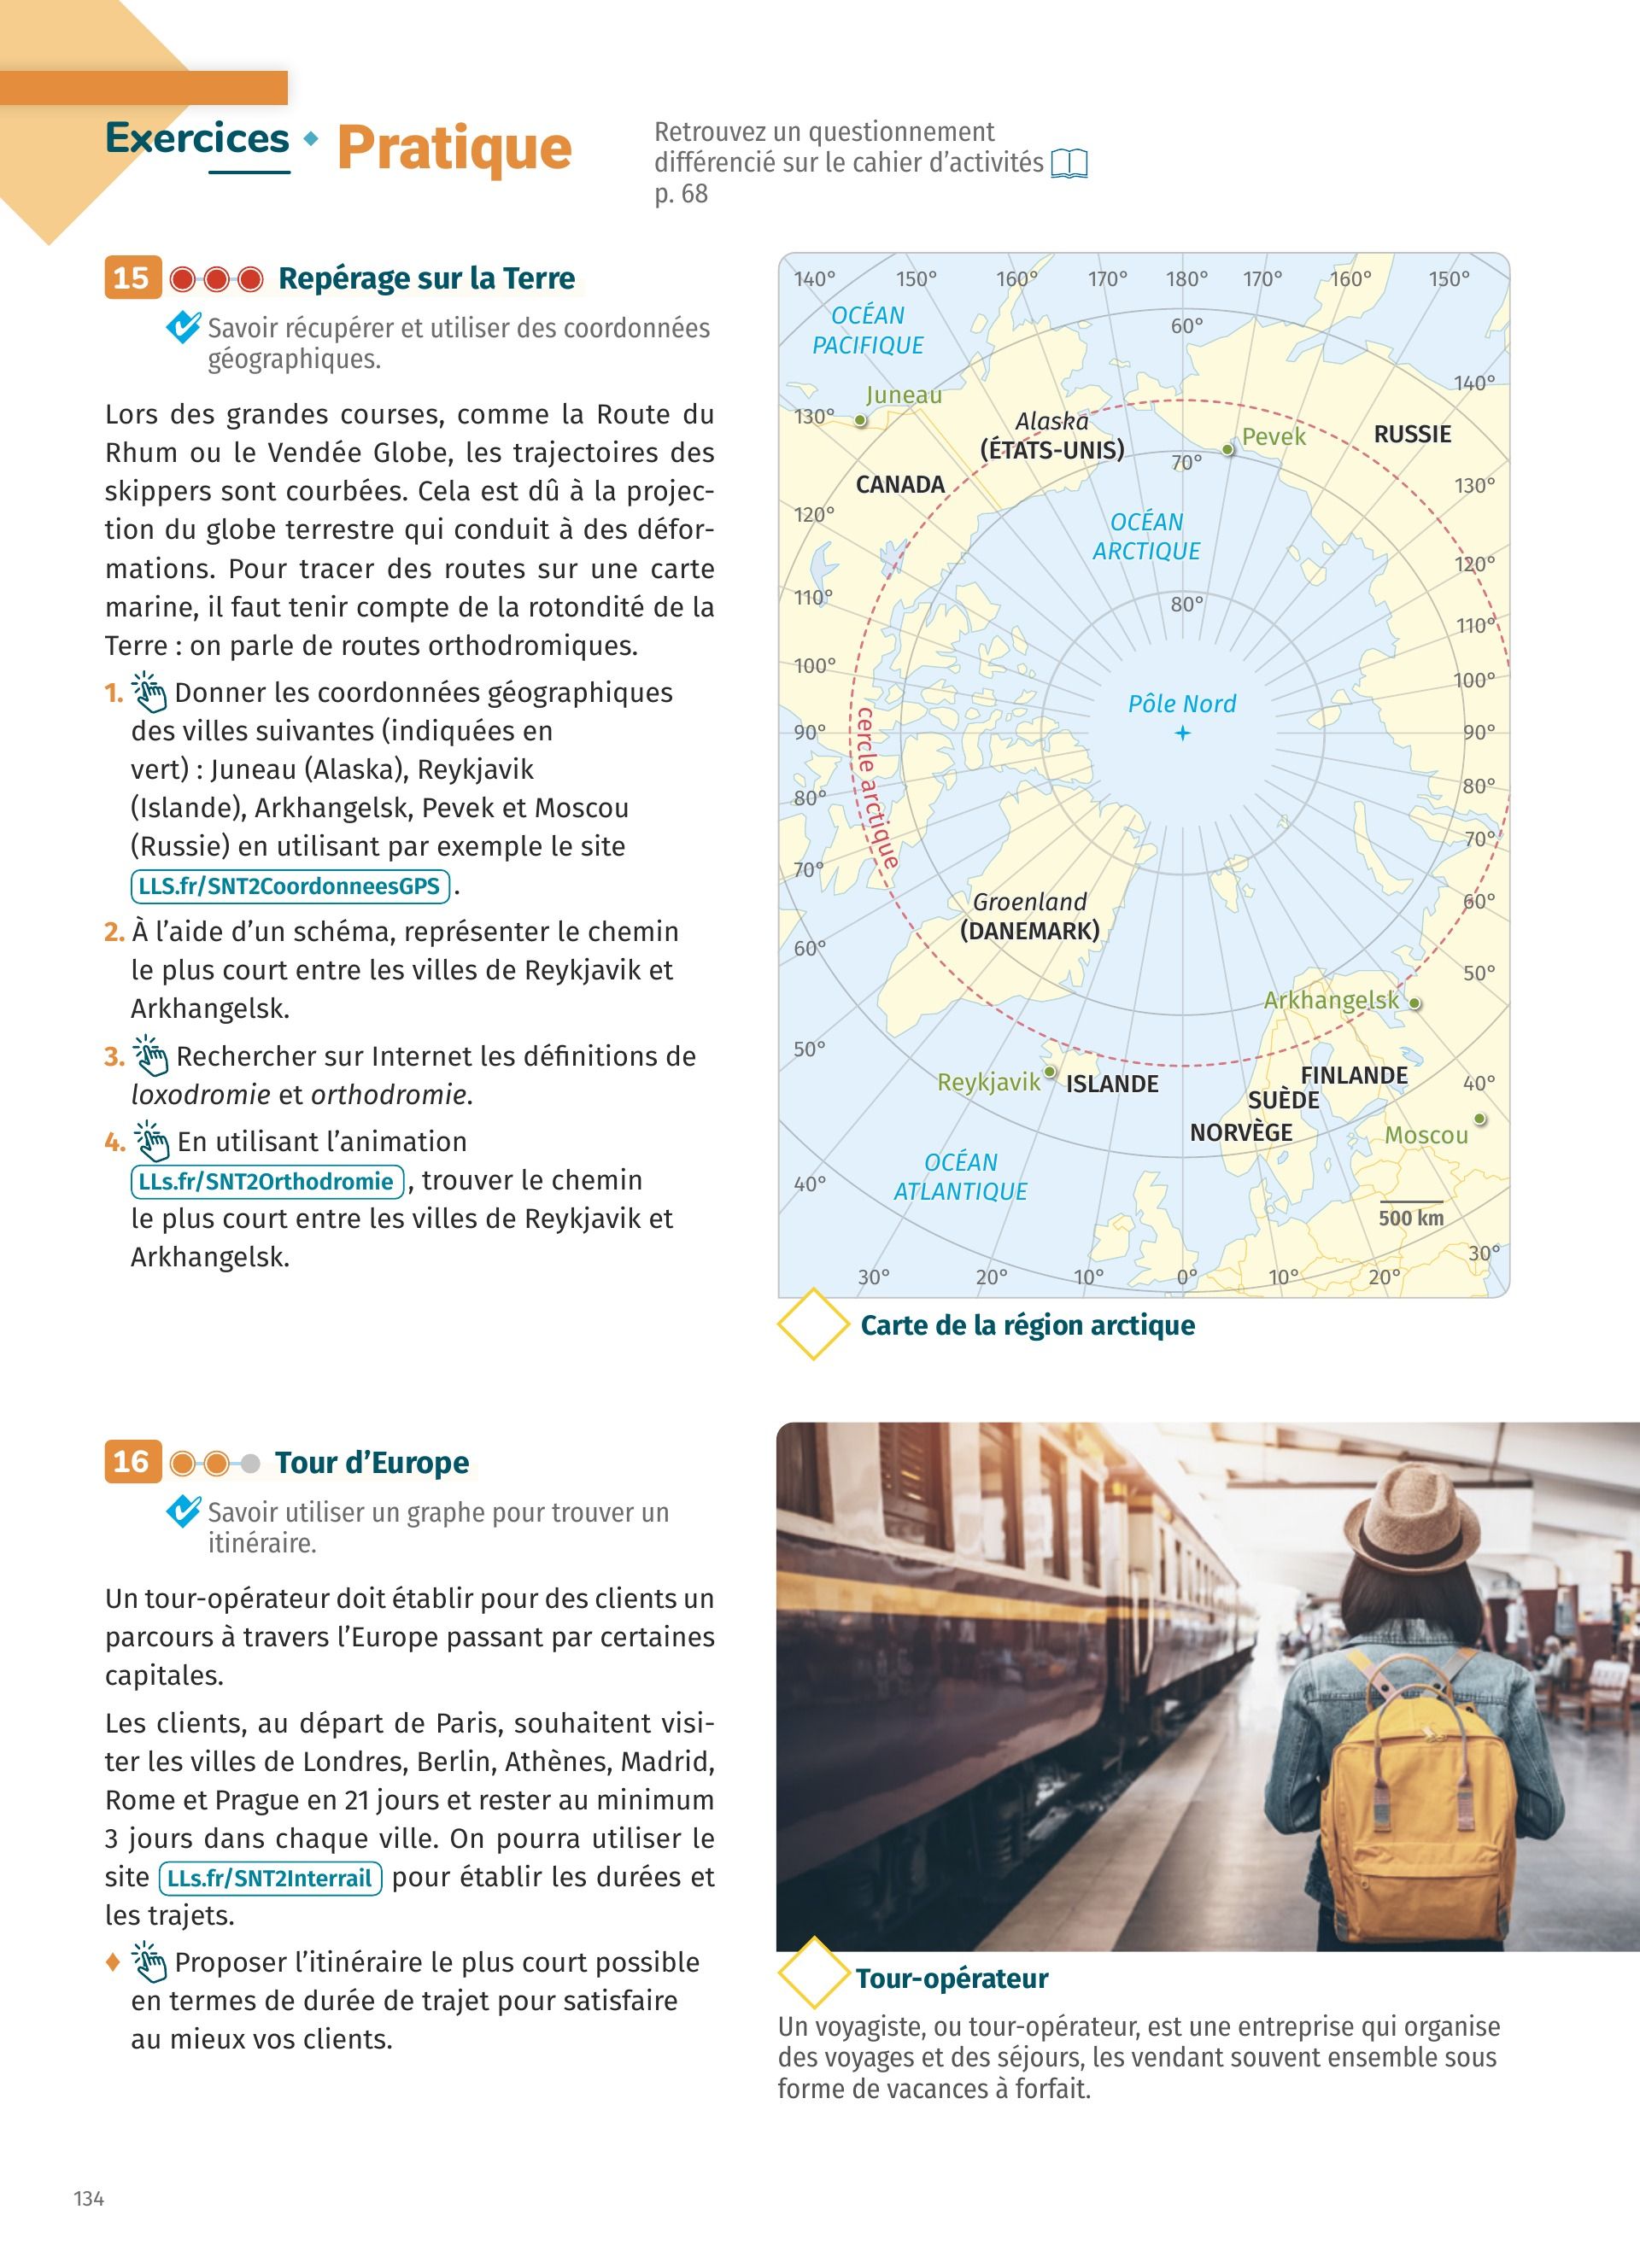 Exercices
Pratique
Retrouvez un questionnement
différencié sur le cahier d'activités
p. 68
15 Repérage sur la Terre
Savoir récupérer et utiliser des coordonnées
géographiques.
Lors des grandes courses, comme la Route du
Rhum ou le Vendée Globe, les trajectoires des
skippers sont courbées. Cela est dû à la projec-
tion du globe terrestre qui conduit à des défor-
mations. Pour tracer des routes sur une carte
marine, il faut tenir compte de la rotondité de la
Terre : on parle de routes orthodromiques.
1. Donner les coordonnées géographiques
des villes suivantes (indiquées en
vert) : Juneau (Alaska), Reykjavik
(Islande), Arkhangelsk, Pevek et Moscou
(Russie) en utilisant par exemple le site
LLS.fr/SNT2CoordonneesGPS .
2. À l'aide d'un schéma, représenter le chemin
le plus court entre les villes de Reykjavik et
Arkhangelsk.
3. Rechercher sur Internet les définitions de
loxodromie et orthodromie.
4. En utilisant l'animation
LLs.fr/SNT2Orthodromie , trouver le chemin
le plus court entre les villes de Reykjavik et
Arkhangelsk.
140° 150° 160° 170° 180° 170° 160° 150°
OCÉAN
PACIFIQUE
60°
140°
Juneau
130°
Alaska
(ÉTATS-UNIS)
Pevek
RUSSIE
70°
CANADA
130°
120°
OCÉAN
ARCTIQUE
120°
110°
80°
110°
100°
100°
Pôle Nord
cercle arctique
90°
90°
80°
80°
70°
70°
Groenland
(DANEMARK)
60°
60°
50°
Arkhangelsk
50°
Reykjavik
ISLANDE
FINLANDE
SUÈDE
NORVÈGE
40°
Moscou
OCÉAN
ATLANTIQUE
40°
500 km
30°
30° 20° 10° 0° 10° 20°
Carte de la région arctique
16 Tour d'Europe
Savoir utiliser un graphe pour trouver un
itinéraire.
Un tour-opérateur doit établir pour des clients un
parcours à travers l'Europe passant par certaines
capitales.
Les clients, au départ de Paris, souhaitent visi-
ter les villes de Londres, Berlin, Athènes, Madrid,
Rome et Prague en 21 jours et rester au minimum
3 jours dans chaque ville. On pourra utiliser le
site LLs.fr/SNT2Interrail pour établir les durées et
les trajets.
Proposer l'itinéraire le plus court possible
en termes de durée de trajet pour satisfaire
au mieux vos clients.
Tour-opérateur
Un voyagiste, ou tour-opérateur, est une entreprise qui organise
des voyages et des séjours, les vendant souvent ensemble sous
forme de vacances à forfait.
134